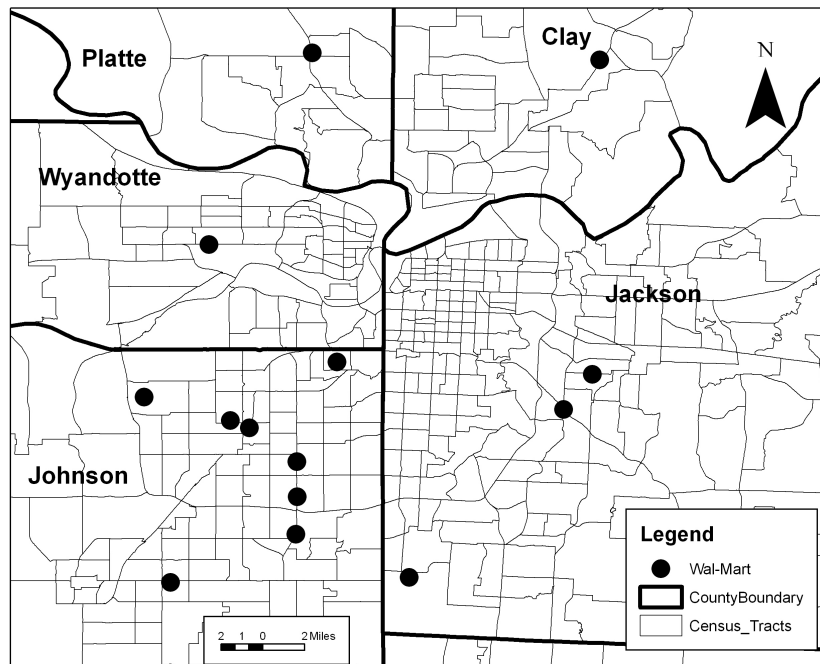 Platte
Clay
N
Wyandotte
Jackson
Johnson
Legend
Wal-Mart
CountyBoundary
Census_Tracts
2 1 0 2 Miles